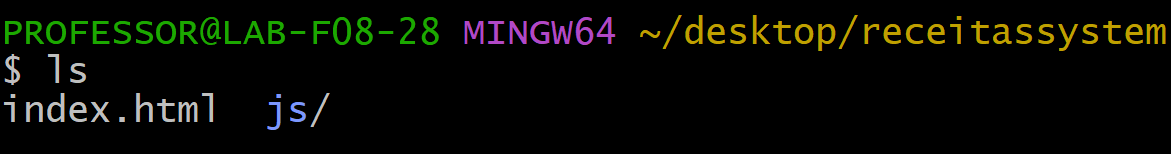 PROFESSOR@LAB-F08-28 MINGW64 ~/desktop/receitassystem
$ ls
index.html  js/